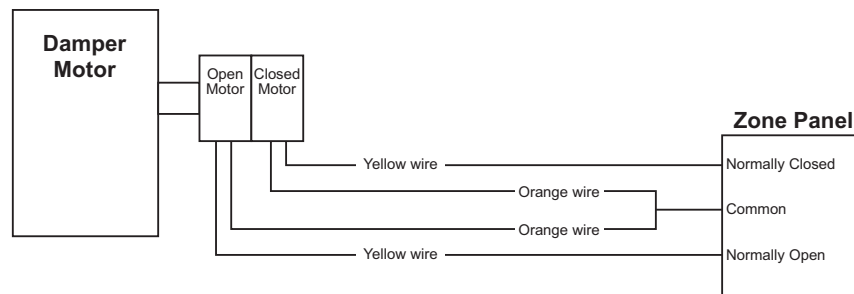 Damper
Motor
Open
Motor
Closed
Motor
Zone Panel
Yellow wire
Normally Closed
Orange wire
Common
Orange wire
Yellow wire
Normally Open